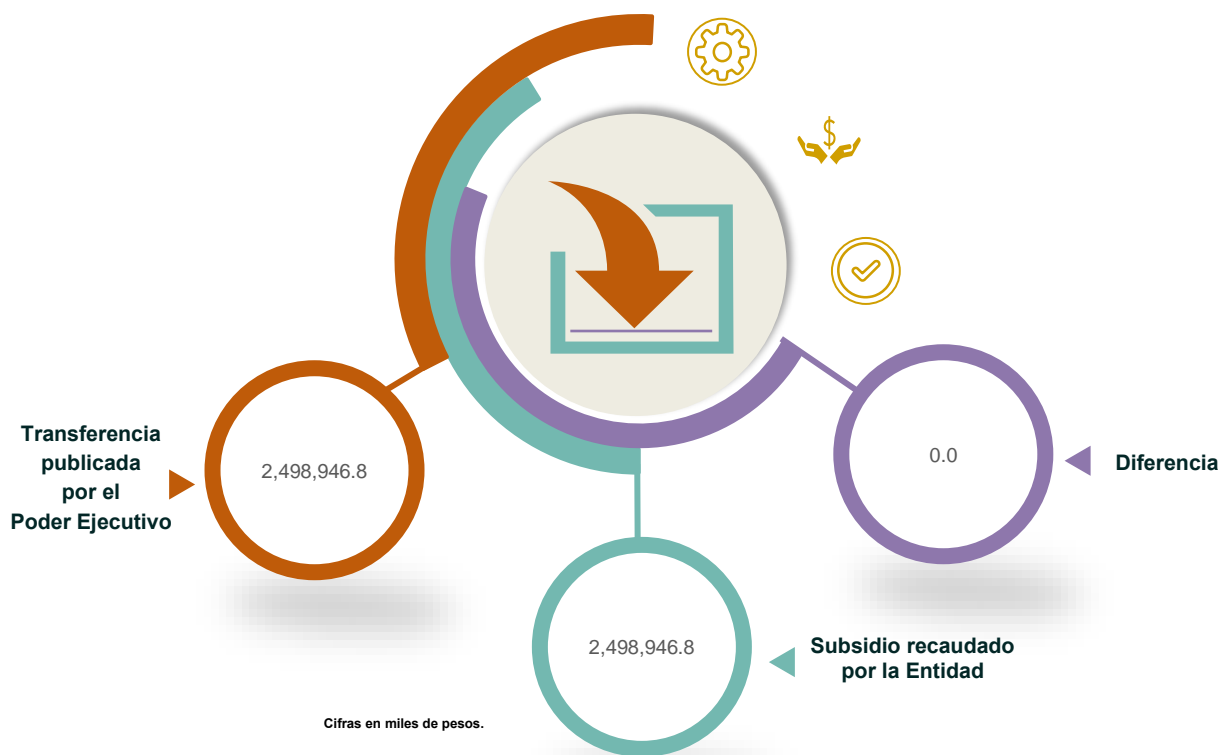 Transferencia
publicada
por el
Poder Ejecutivo
2,498,946.8
0.0
Diferencia
2,498,946.8
Subsidio recaudado
por la Entidad
Cifras en miles de pesos.